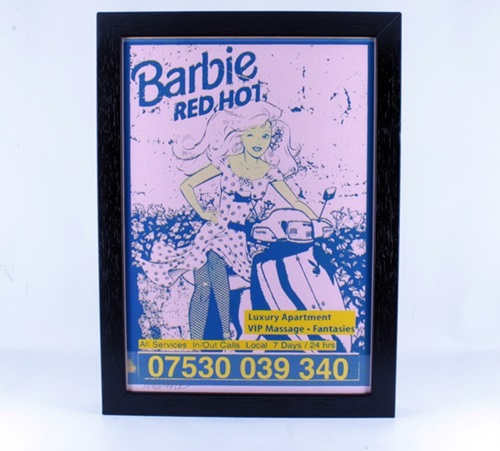 Barbie
RED HOT
Luxury Apartment
VIP Massage • Fantasies
All Services In/Out Calls Local 7 Days / 24 hrs
07530 039 340